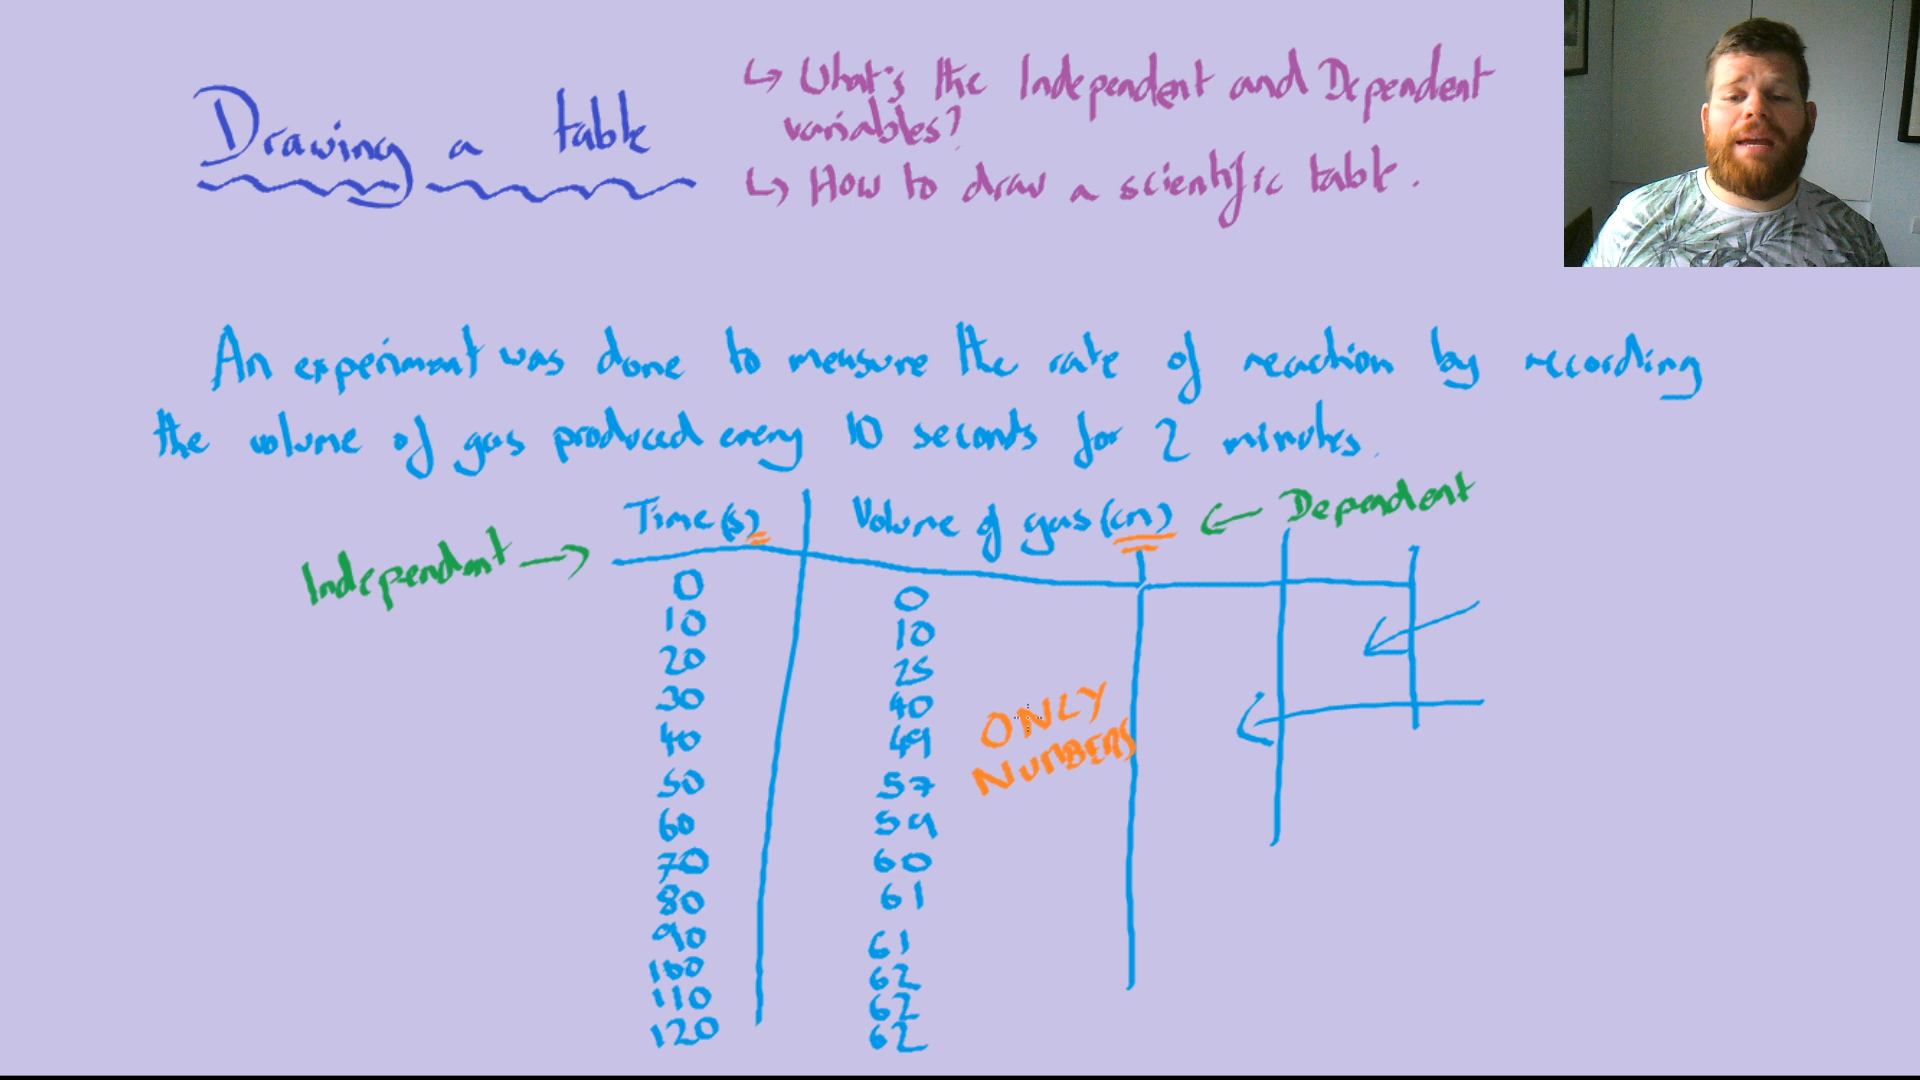 Drawing a table
↳ What's the Independent and Dependent
variables?
↳ How to draw a scientific table.
An experiment was done to measure the rate of reaction by recording
the volume of gas produced every 10 seconds for 2 minutes.
Independent → Time (s) Volume of gas (cm) ← Dependent
0 0
10 10
20 25
30 40
40 49
50 57
60 59
70 60
80 61
90 61
100 62
110 62
120 62
ONLY
NUMBERS